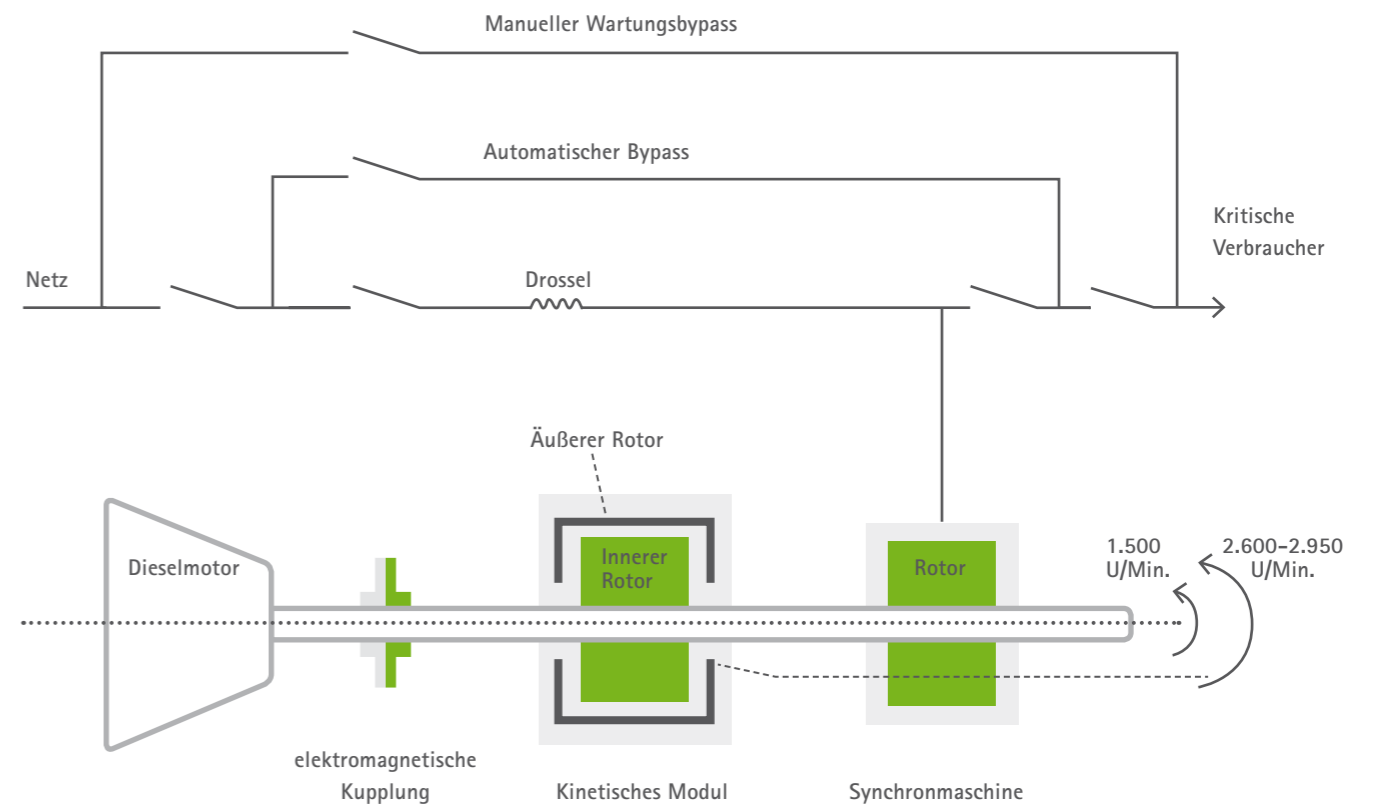 Manueller Wartungsbypass
Automatischer Bypass
Kritische
Verbraucher
Netz
Drossel
Äußerer Rotor
1.500
U/Min.
2.600–2.950
U/Min.
Dieselmotor
Innerer
Rotor
Rotor
elektromagnetische
Kupplung
Kinetisches Modul
Synchronmaschine